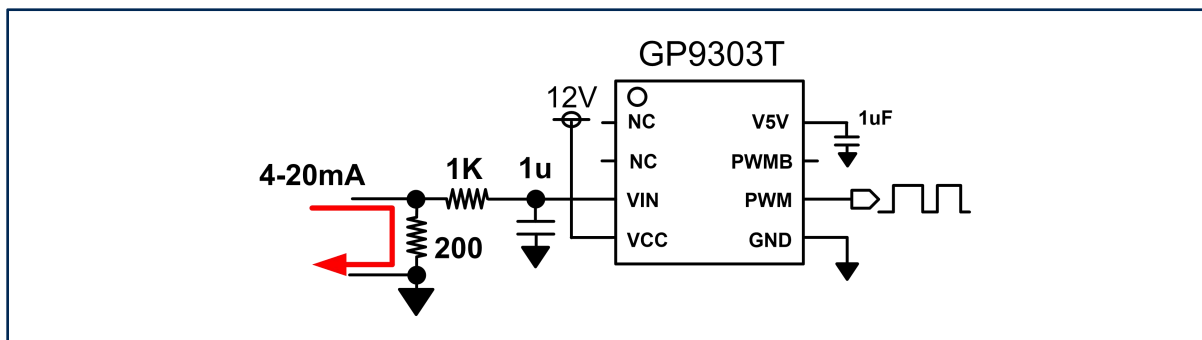 GP9303T
12V
NC
V5V
1uF
NC
PWMB
4-20mA
1K
1u
VIN
PWM
200
VCC
GND